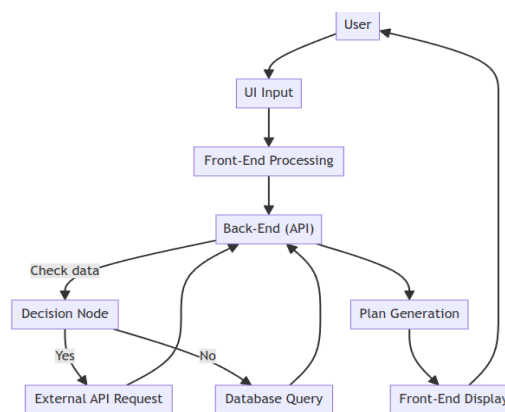 User
UI Input
Front-End Processing
Back-End (API)
Check data
Decision Node
Plan Generation
Yes
No
External API Request
Database Query
Front-End Display